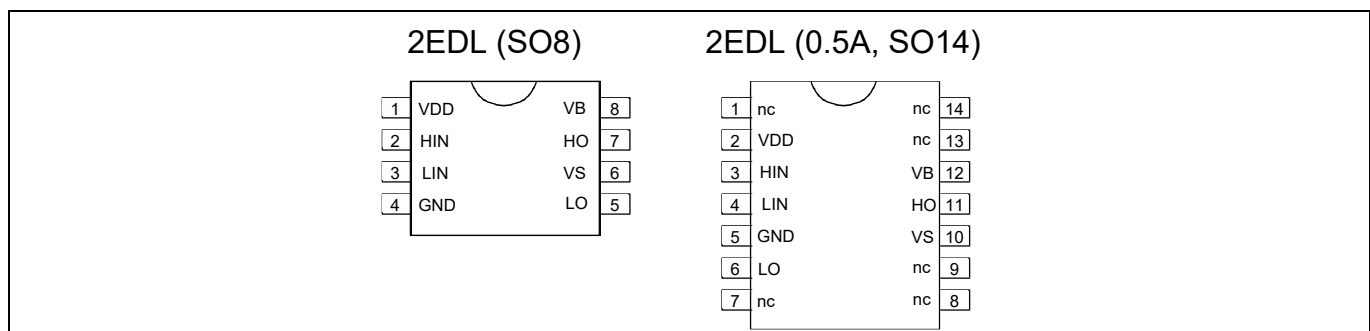 2EDL (SO8)
1 VDD VB 8
2 HIN HO 7
3 LIN VS 6
4 GND LO 5
2EDL (0.5A, SO14)
1 nc nc 14
2 VDD nc 13
3 HIN VB 12
4 LIN HO 11
5 GND VS 10
6 LO nc 9
7 nc nc 8